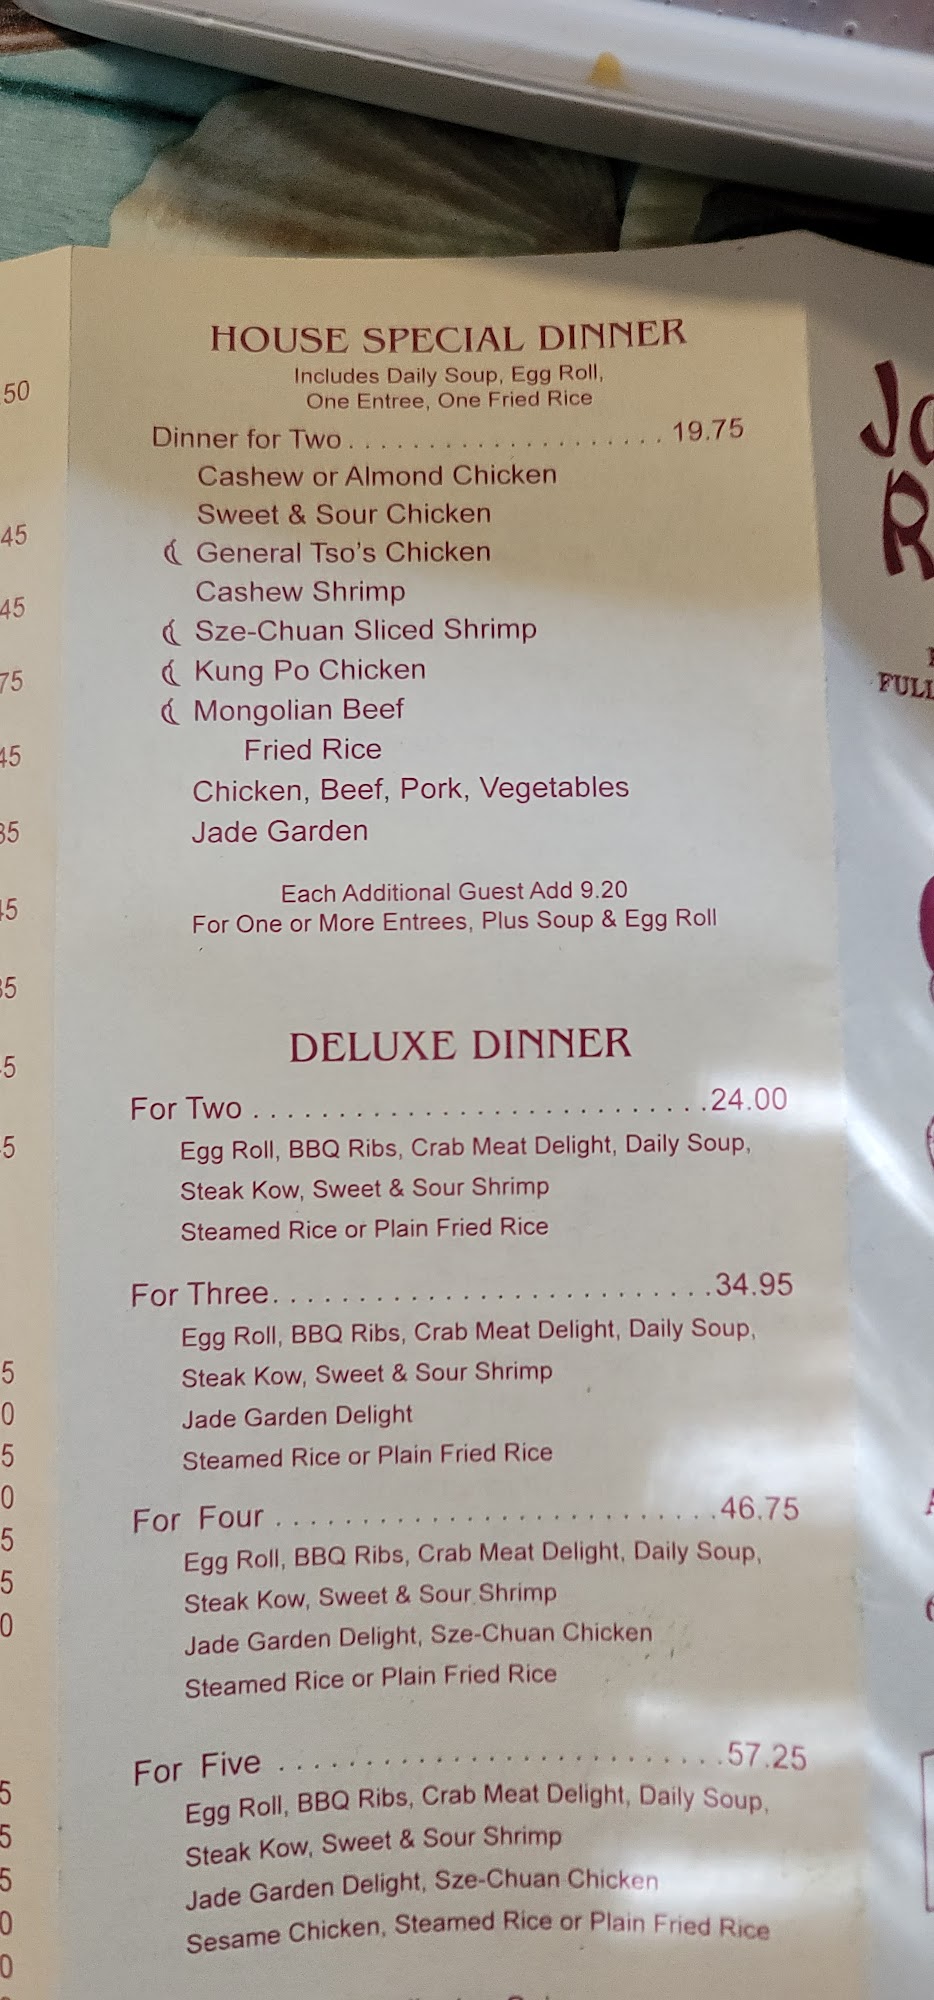 HOUSE SPECIAL DINNER
Includes Daily Soup, Egg Roll,
One Entree, One Fried Rice
Dinner for Two . . . . . . . . . . . . . . . . . . . . 19.75
Cashew or Almond Chicken
Sweet & Sour Chicken
General Tso's Chicken
Cashew Shrimp
Sze-Chuan Sliced Shrimp
Kung Po Chicken
Mongolian Beef
Fried Rice
Chicken, Beef, Pork, Vegetables
Jade Garden
Each Additional Guest Add 9.20
For One or More Entrees, Plus Soup & Egg Roll
DELUXE DINNER
For Two . . . . . . . . . . . . . . . . . . . . . . . . . . . 24.00
Egg Roll, BBQ Ribs, Crab Meat Delight, Daily Soup,
Steak Kow, Sweet & Sour Shrimp
Steamed Rice or Plain Fried Rice
For Three. . . . . . . . . . . . . . . . . . . . . . . . . . 34.95
Egg Roll, BBQ Ribs, Crab Meat Delight, Daily Soup,
Steak Kow, Sweet & Sour Shrimp
Jade Garden Delight
Steamed Rice or Plain Fried Rice
For Four . . . . . . . . . . . . . . . . . . . . . . . . . . 46.75
Egg Roll, BBQ Ribs, Crab Meat Delight, Daily Soup,
Steak Kow, Sweet & Sour Shrimp
Jade Garden Delight, Sze-Chuan Chicken
Steamed Rice or Plain Fried Rice
For Five . . . . . . . . . . . . . . . . . . . . . . . . . . 57.25
Egg Roll, BBQ Ribs, Crab Meat Delight, Daily Soup,
Steak Kow, Sweet & Sour Shrimp
Jade Garden Delight, Sze-Chuan Chicken
Sesame Chicken, Steamed Rice or Plain Fried Rice